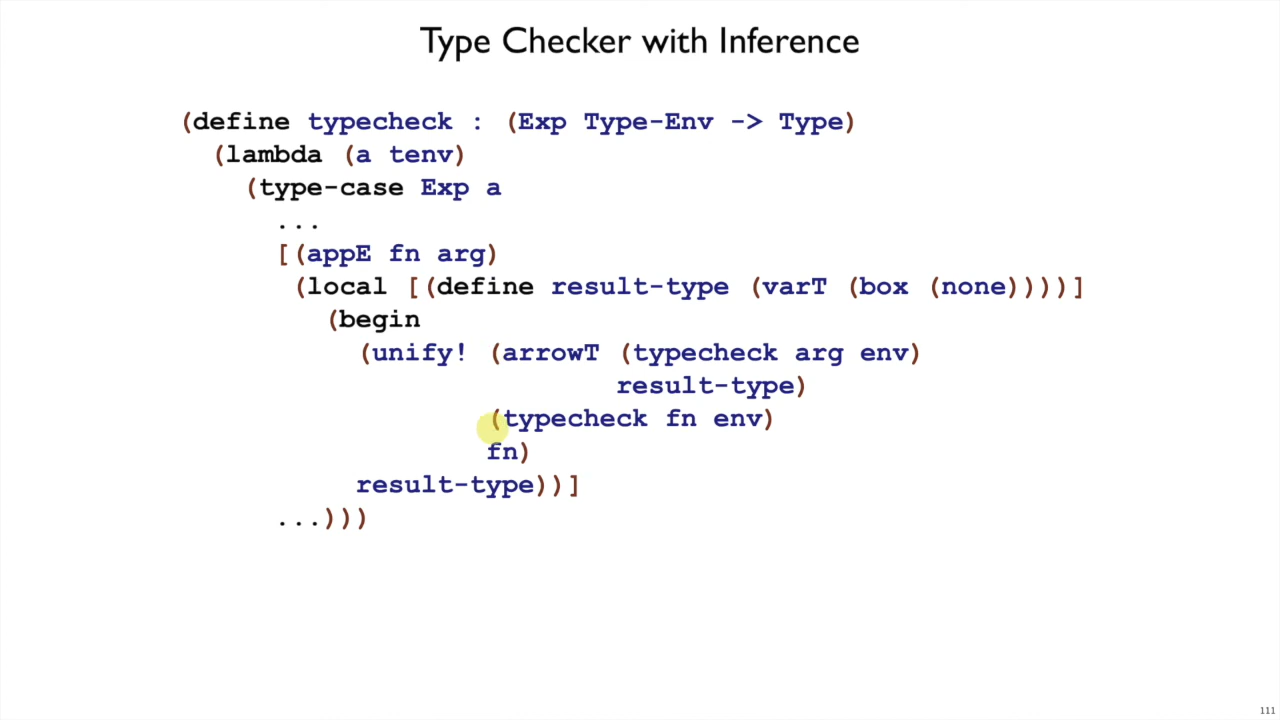 Type Checker with Inference
(define typecheck : (Exp Type-Env -> Type)
(lambda (a tenv)
(type-case Exp a
...
[(appE fn arg)
(local [(define result-type (varT (box (none))))]
(begin
(unify! (arrowT (typecheck arg env)
result-type)
(typecheck fn env)
fn)
result-type))]
...)))
111